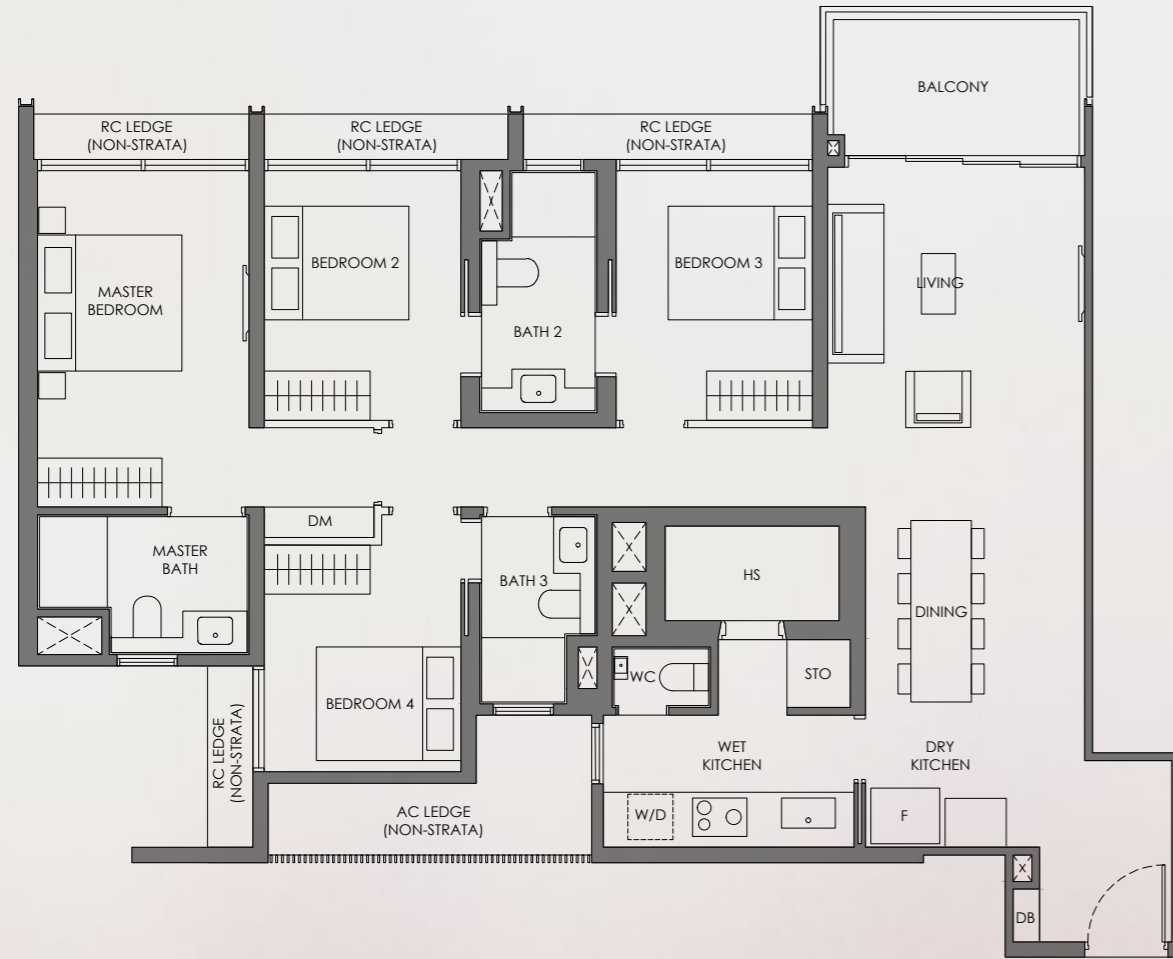 BALCONY
RC LEDGE
(NON-STRATA)
RC LEDGE
(NON-STRATA)
RC LEDGE
(NON-STRATA)
X
X
MASTER
BEDROOM
BEDROOM 2
BATH 2
BEDROOM 3
LIVING
DM
MASTER
BATH
BATH 3
X
X
HS
DINING
X
WC
STO
BEDROOM 4
RC LEDGE
(NON-STRATA)
WET
KITCHEN
DRY
KITCHEN
AC LEDGE
(NON-STRATA)
W/D
F
X
DB